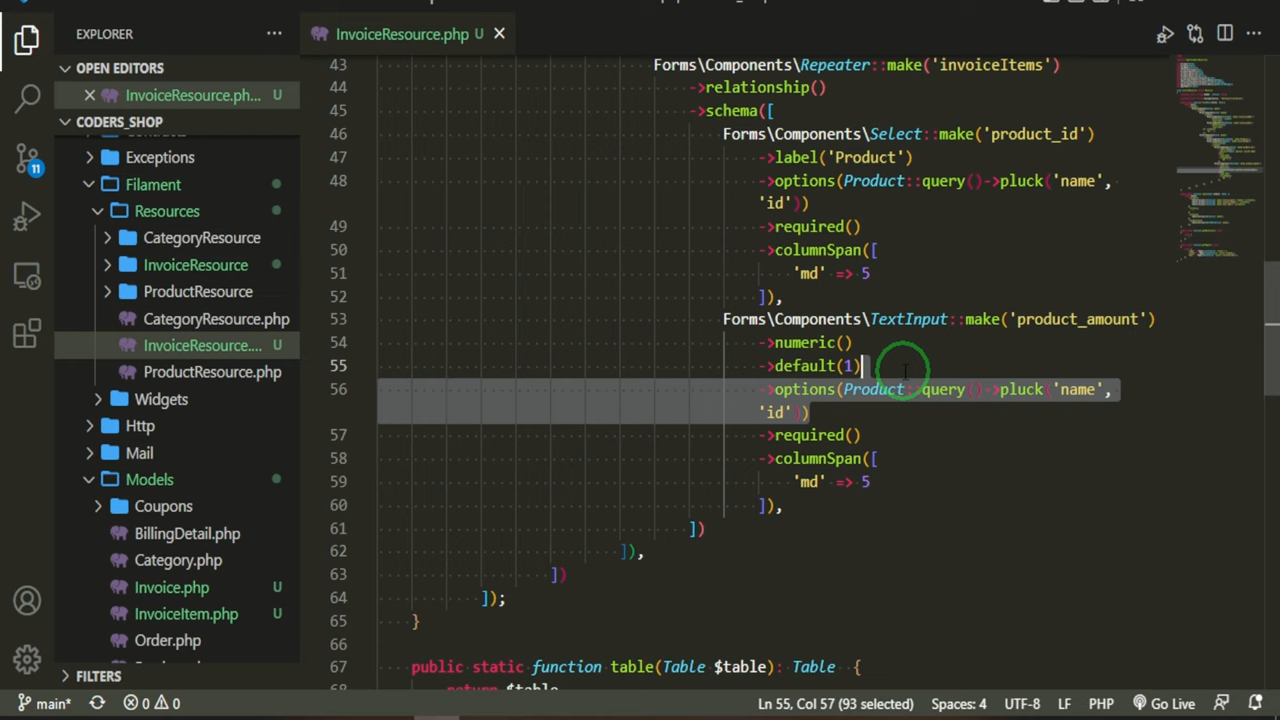 EXPLORER
OPEN EDITORS
InvoiceResource.ph... U
CODERS_SHOP
Exceptions
Filament
Resources
CategoryResource
InvoiceResource
ProductResource
CategoryResource.php
InvoiceResource....
ProductResource.php
Widgets
Http
Mail
Models
Coupons
BillingDetail.php
Category.php
Invoice.php U
InvoiceItem.php U
Order.php
FILTERS
11
InvoiceResource.php U
43 Forms\Components\Repeater::make('invoiceItems')
44 ->relationship()
45 ->schema([
46 Forms\Components\Select::make('product_id')
47 ->label('Product')
48 ->options(Product::query()->pluck('name',
'id'))
49 ->required()
50 ->columnSpan([
51 'md' => 5
52 ]),
53 Forms\Components\TextInput::make('product_amount')
54 ->numeric()
55 ->default(1)
56 ->options(Product::query()->pluck('name',
'id'))
57 ->required()
58 ->columnSpan([
59 'md' => 5
60 ]),
61 ])
62 ]),
63 ])
64 ]);
65 }
66
67 public static function table(Table $table): Table {
68 return $table
main*
0 0
Ln 55, Col 57 (93 selected)
Spaces: 4
UTF-8
LF
PHP
Go Live